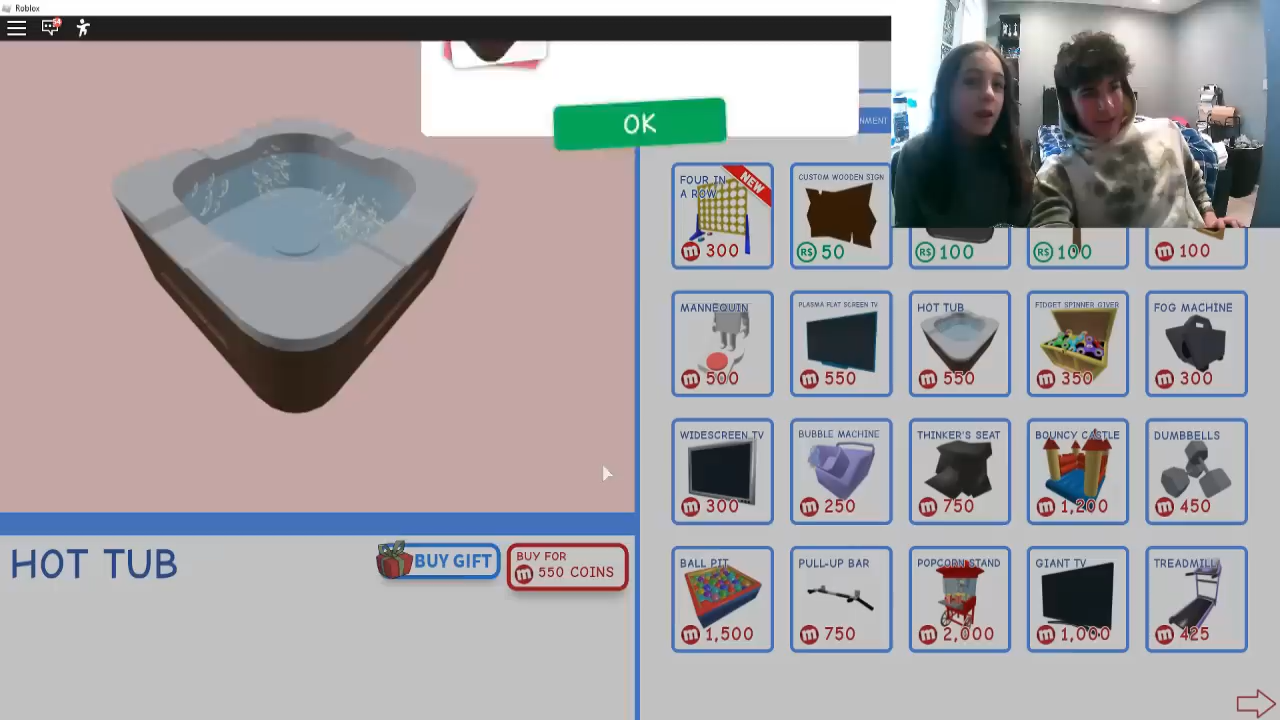 Roblox
OK
NMENT
FOUR IN
A ROW
NEW
300
CUSTOM WOODEN SIGN
R$ 50
R$ 100
R$ 100
100
MANNEQUIN
500
PLASMA FLAT SCREEN TV
550
HOT TUB
550
FIDGET SPINNER GIVER
350
FOG MACHINE
300
WIDESCREEN TV
300
BUBBLE MACHINE
250
THINKER'S SEAT
750
BOUNCY CASTLE
1,200
DUMBBELLS
450
HOT TUB
BUY GIFT
BUY FOR
550 COINS
BALL PIT
1,500
PULL-UP BAR
750
POPCORN STAND
2,000
GIANT TV
1,000
TREADMILL
425